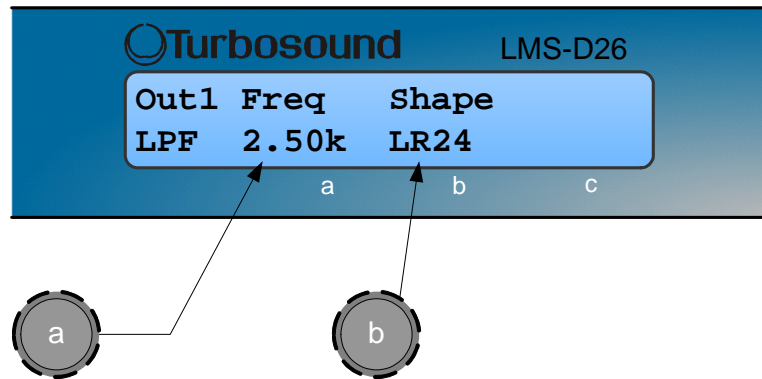 Turbosound LMS-D26
Out1 Freq Shape
LPF 2.50k LR24
a b c
a b